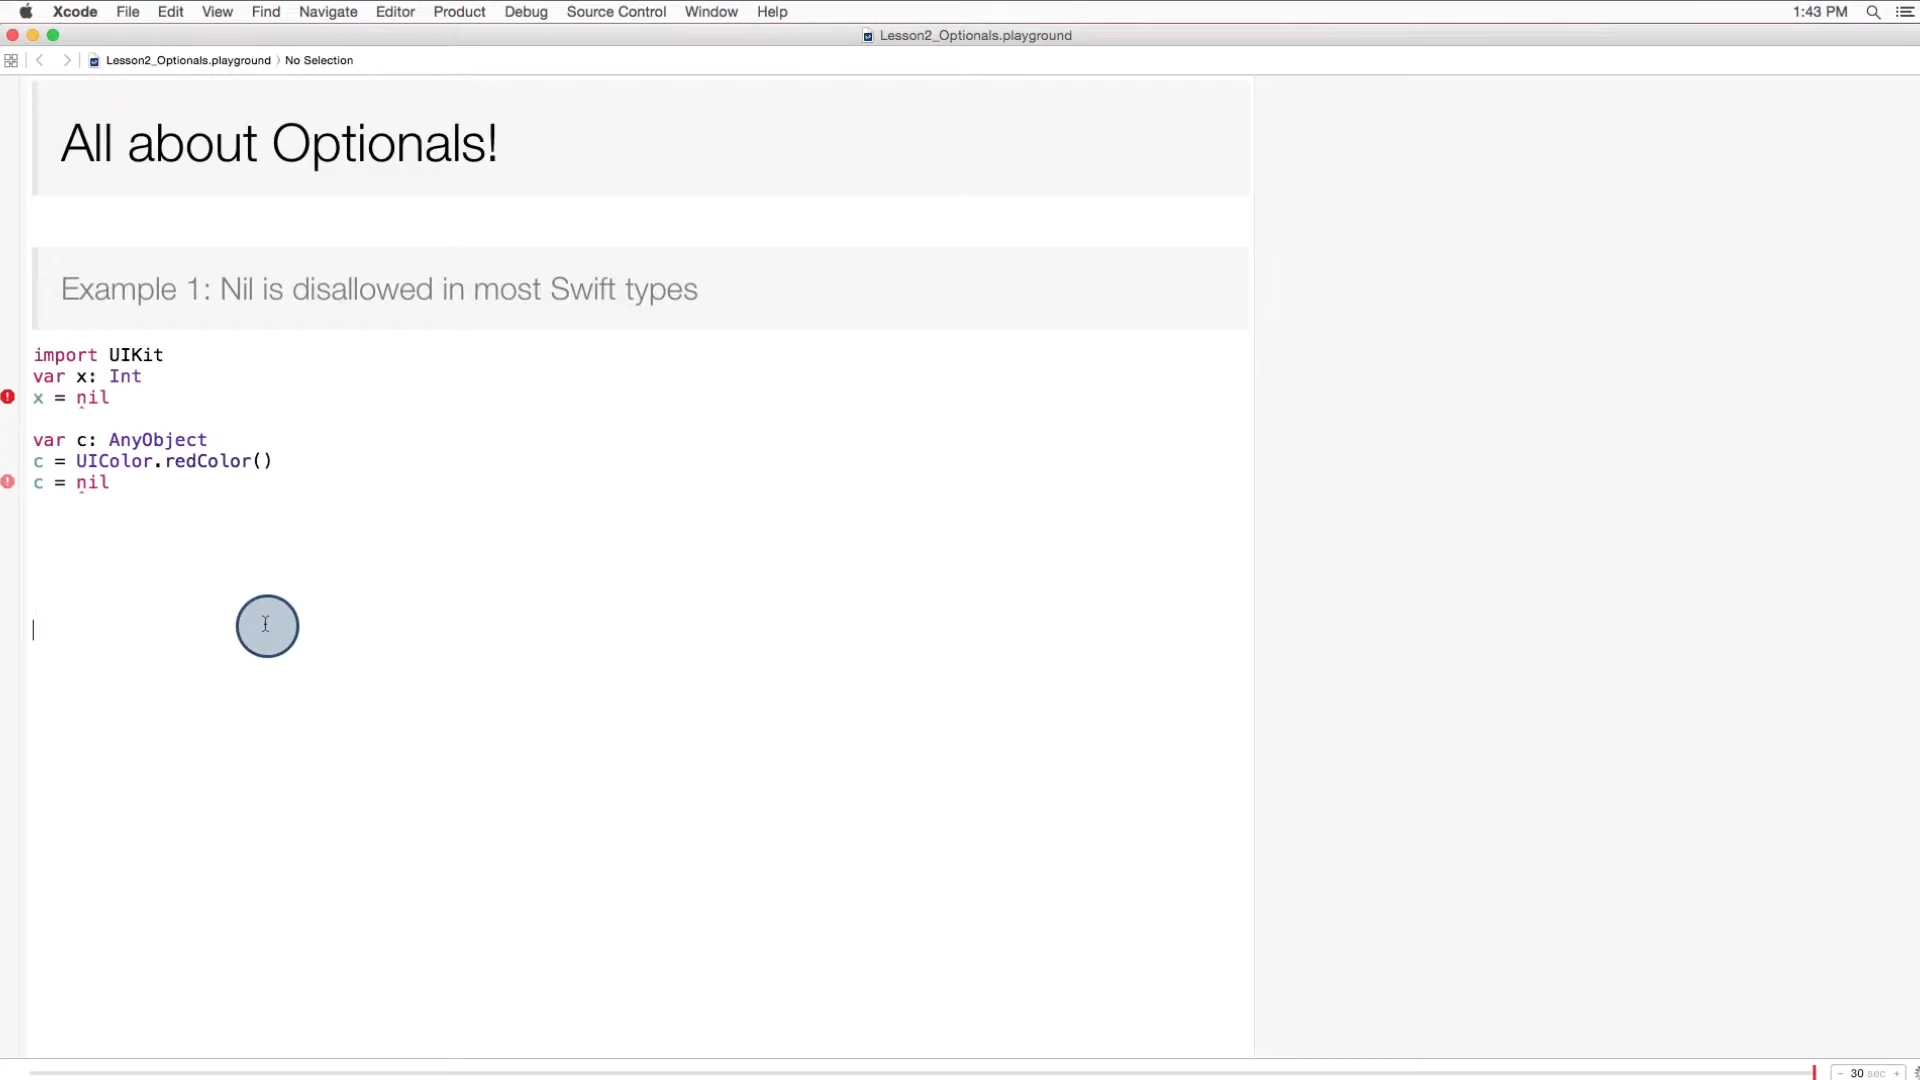 Xcode File Edit View Find Navigate Editor Product Debug Source Control Window Help 1:43 PM
Lesson2_Optionals.playground
Lesson2_Optionals.playground No Selection
All about Optionals!
Example 1: Nil is disallowed in most Swift types
import UIKit
var x: Int
x = nil
var c: AnyObject
c = UIColor.redColor()
c = nil
- 30 sec +